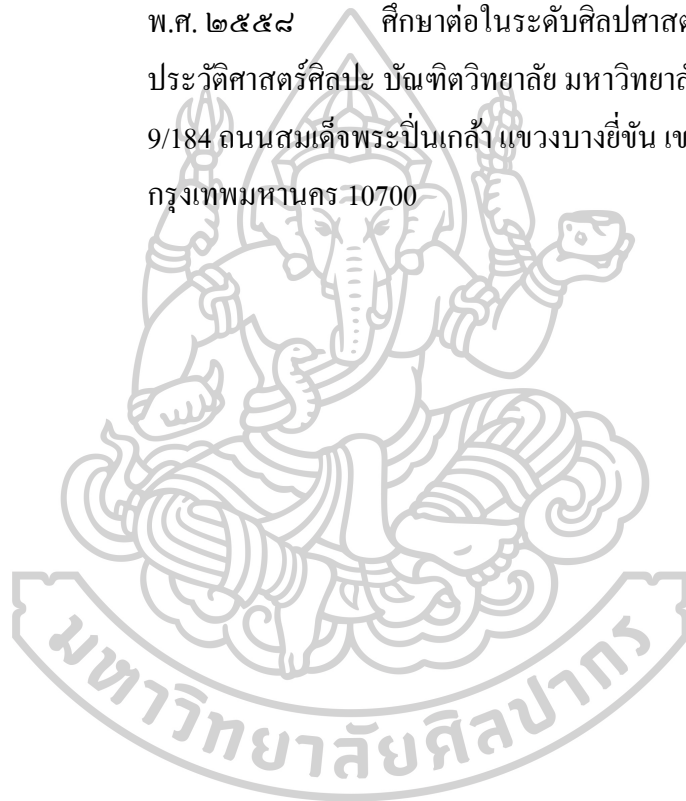 พ.ศ. ๒๕๕๘ ศึกษาต่อในระดับศิลปศาสต
ประวัติศาสตร์ศิลปะ บัณฑิตวิทยาลัย มหาวิทยาลั
9/184 ถนนสมเด็จพระปิ่นเกล้า แขวงบางยี่ขัน เข
กรุงเทพมหานคร 10700
มหาวิทยาลัยศิลปากร